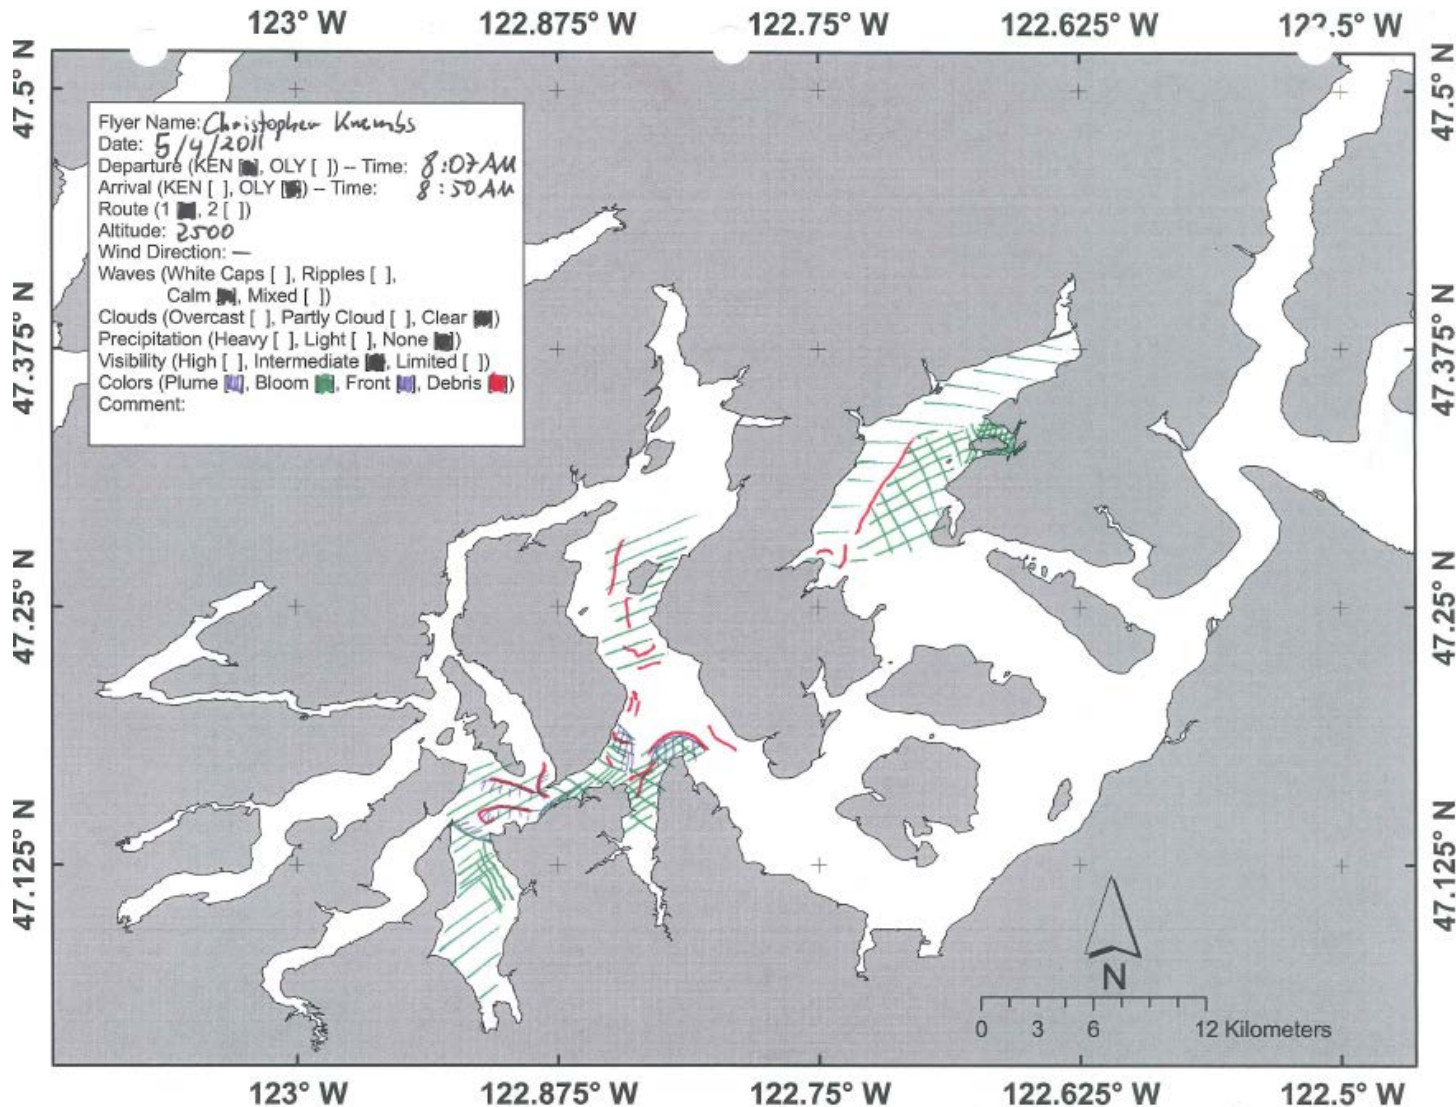 123° W 122.875° W 122.75° W 122.625° W 122.5° W
47.5° N 47.5° N
47.375° N 47.375° N
47.25° N 47.25° N
47.125° N 47.125° N
Flyer Name: Christopher Krembs
Date: 5/4/2011
Departure (KEN [■], OLY [ ]) – Time: 8:07 AM
Arrival (KEN [ ], OLY [■]) – Time: 8:50 AM
Route (1 ■, 2 [ ])
Altitude: 2500
Wind Direction: –
Waves (White Caps [ ], Ripples [ ],
Calm [■], Mixed [ ])
Clouds (Overcast [ ], Partly Cloud [ ], Clear [■])
Precipitation (Heavy [ ], Light [ ], None [■])
Visibility (High [ ], Intermediate [■], Limited [ ])
Colors (Plume [■], Bloom [■], Front [■], Debris [■])
Comment:
N
0 3 6 12 Kilometers
123° W 122.875° W 122.75° W 122.625° W 122.5° W